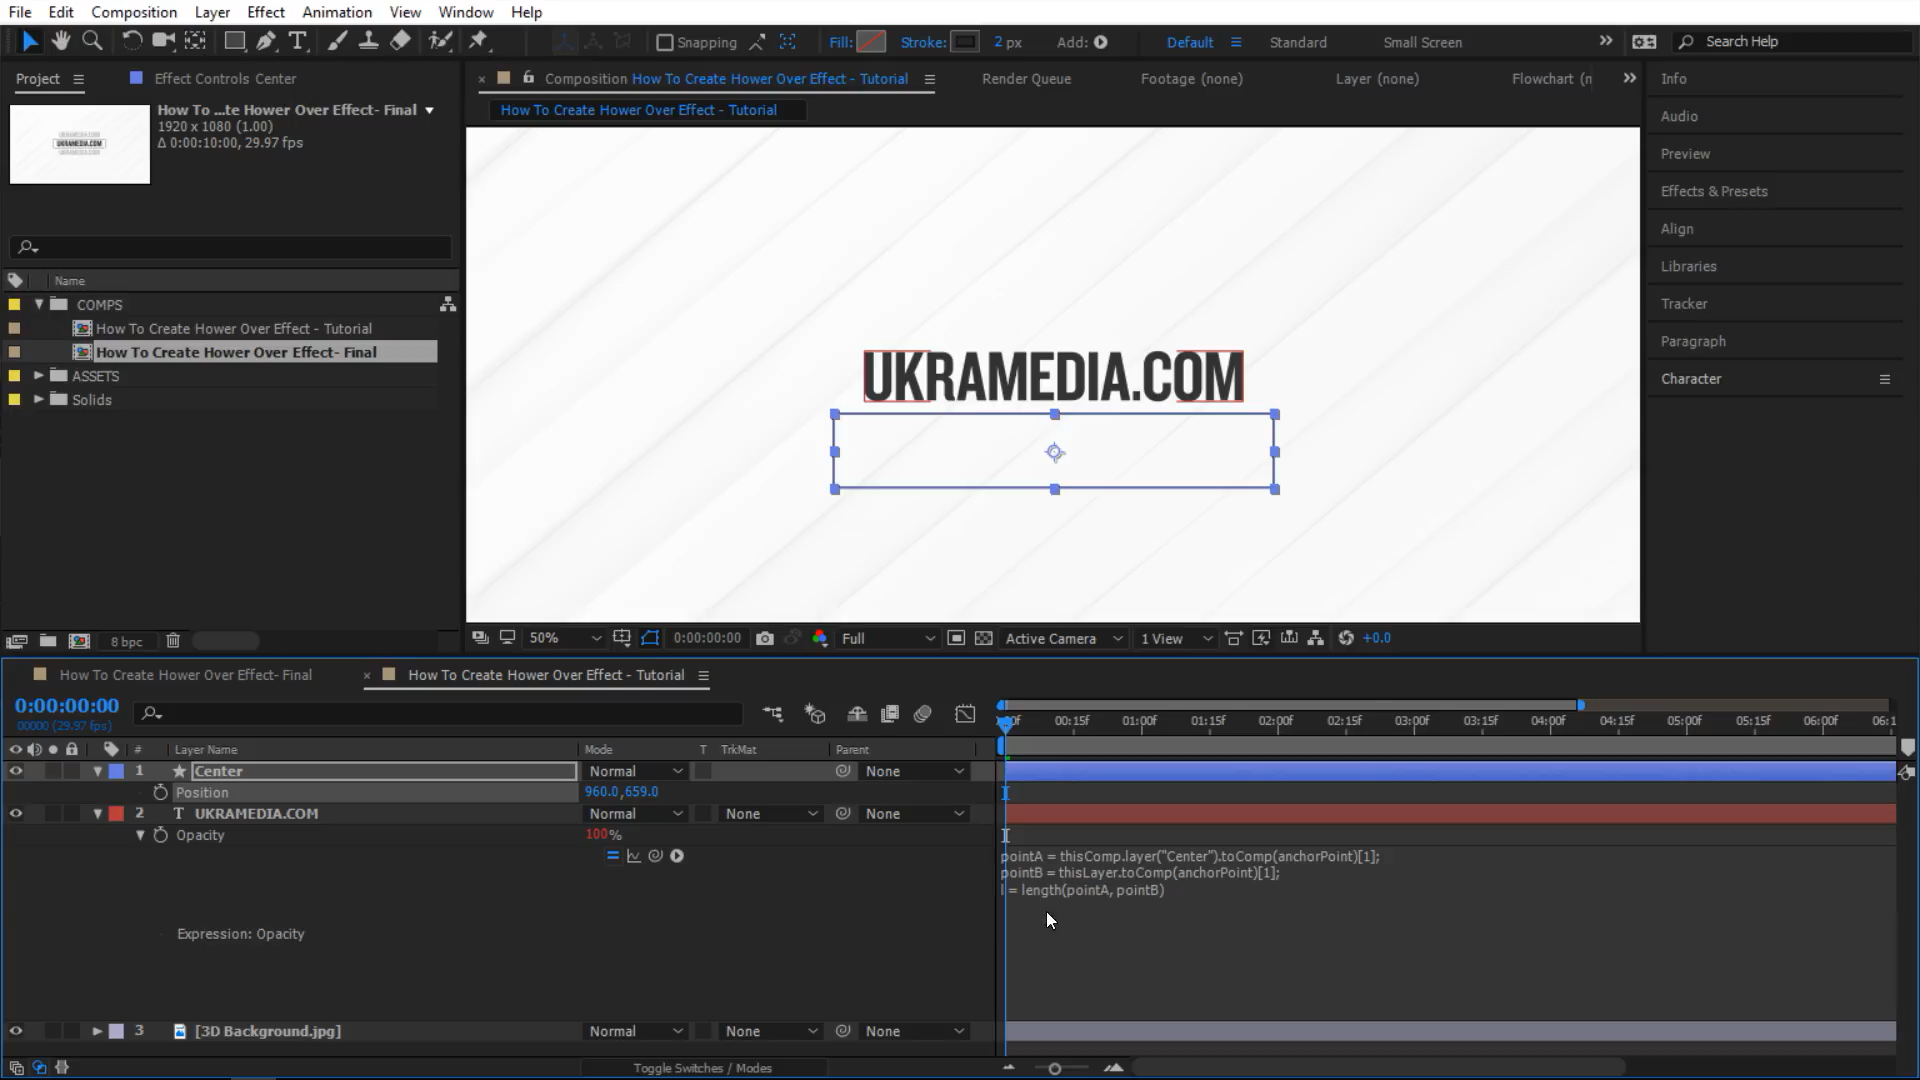 File Edit Composition Layer Effect Animation View Window Help
Snapping Fill: Stroke: 2 px Add: Default Standard Small Screen Search Help
Project Effect Controls Center
How To ...te Hower Over Effect- Final
1920 x 1080 (1.00)
Δ 0:00:10:00, 29.97 fps
Name
COMPS
How To Create Hower Over Effect - Tutorial
How To Create Hower Over Effect- Final
ASSETS
Solids
8 bpc
Composition How To Create Hower Over Effect - Tutorial Render Queue Footage (none) Layer (none) Flowchart (n
How To Create Hower Over Effect - Tutorial
UKRAMEDIA.COM
50% 0:00:00:00 Full Active Camera 1 View +0.0
Info
Audio
Preview
Effects & Presets
Align
Libraries
Tracker
Paragraph
Character
How To Create Hower Over Effect- Final How To Create Hower Over Effect - Tutorial
0:00:00:00
00000 (29.97 fps)
00:15f 01:00f 01:15f 02:00f 02:15f 03:00f 03:15f 04:00f 04:15f 05:00f 05:15f 06:00f 06:1
# Layer Name Mode T TrkMat Parent
1 Center Normal None
Position 960.0,659.0
2 T UKRAMEDIA.COM Normal None None
Opacity 100%
pointA = thisComp.layer("Center").toComp(anchorPoint)[1];
pointB = thisLayer.toComp(anchorPoint)[1];
l = length(pointA, pointB)
Expression: Opacity
3 [3D Background.jpg] Normal None None
Toggle Switches / Modes